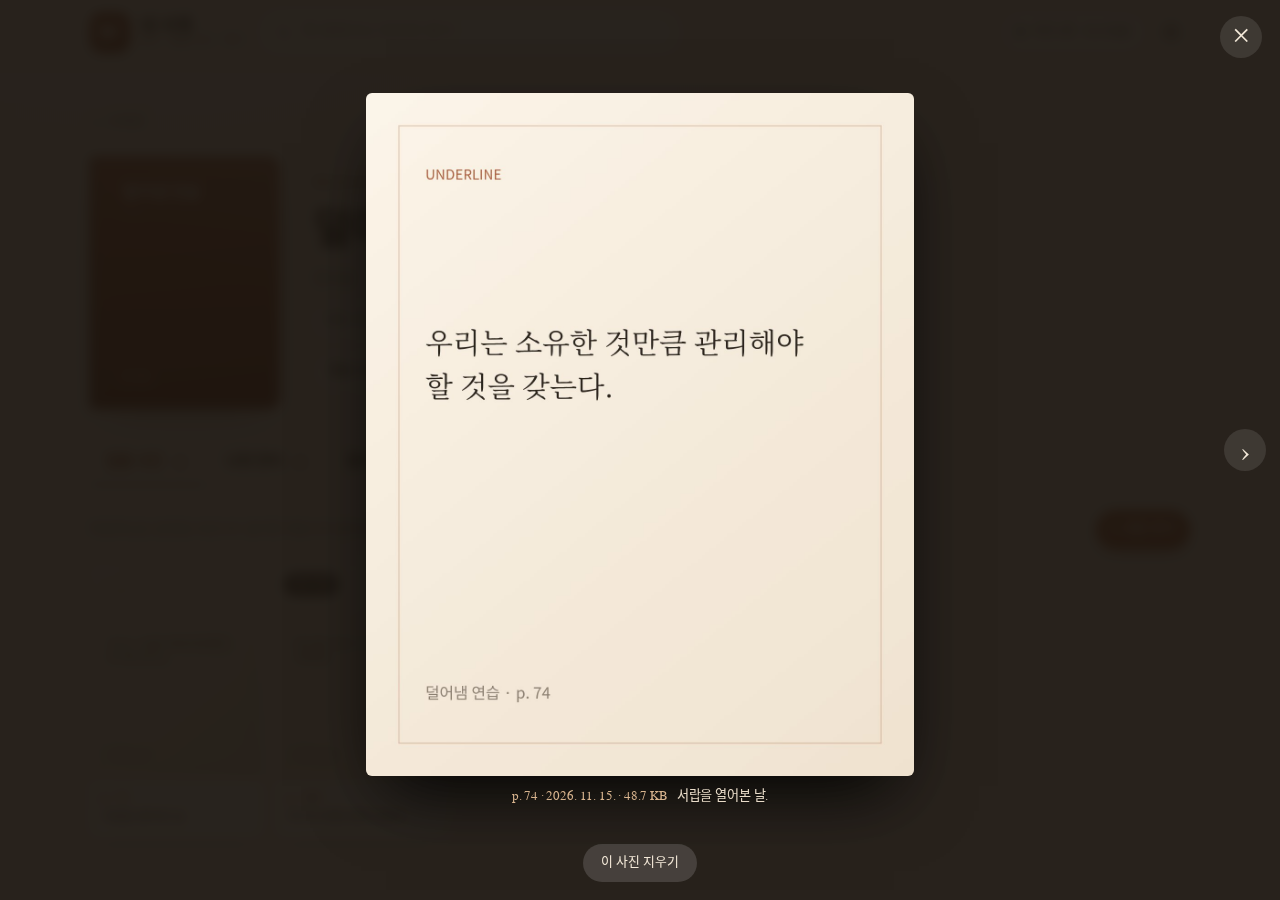 UNDERLINE
우리는 소유한 것만큼 관리해야
할 것을 갖는다.
덜어냄 연습 · p. 74
p. 74 · 2026. 11. 15. · 48.7 KB 서랍을 열어본 날.
이 사진 지우기